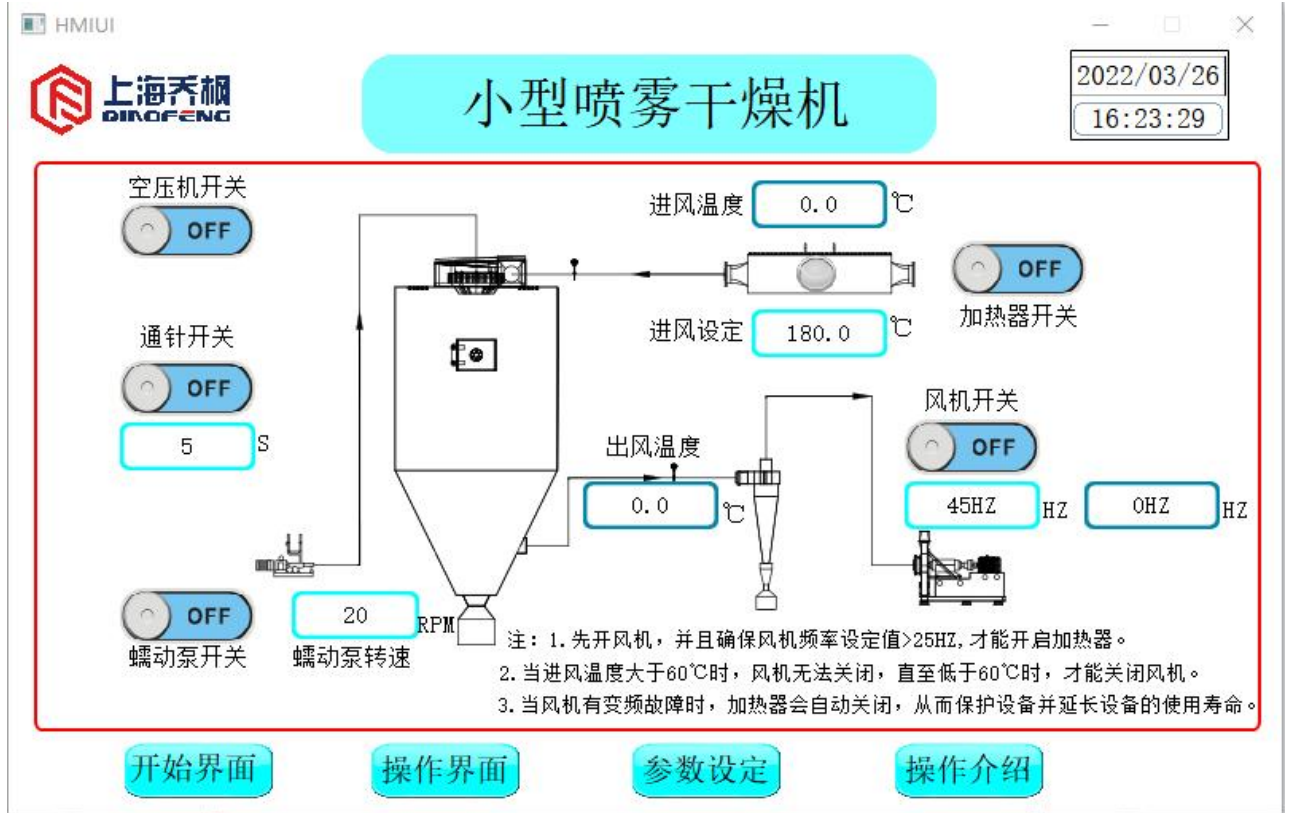 HMIUI
上海乔枫
QIAOFENG
小型喷雾干燥机
2022/03/26
16:23:29
空压机开关
OFF
进风温度 0.0 ℃
OFF
加热器开关
进风设定 180.0 ℃
通针开关
OFF
5 S
风机开关
OFF
出风温度
0.0 ℃
45HZ HZ 0HZ HZ
OFF
蠕动泵开关
20 RPM
蠕动泵转速
注：1.先开风机，并且确保风机频率设定值>25HZ,才能开启加热器。
2.当进风温度大于60℃时，风机无法关闭，直至低于60℃时，才能关闭风机。
3.当风机有变频故障时，加热器会自动关闭，从而保护设备并延长设备的使用寿命。
开始界面
操作界面
参数设定
操作介绍